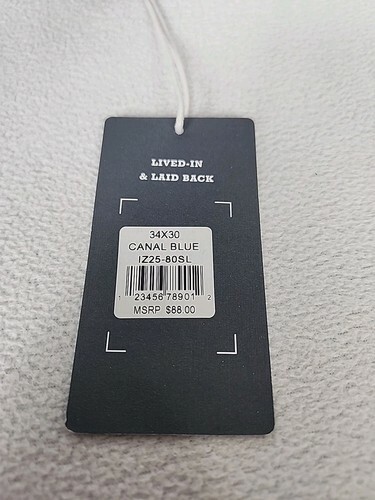 LIVED-IN
& LAID BACK
34X30
CANAL BLUE
IZ25-80SL
1 23456 78901 2
MSRP $88.00